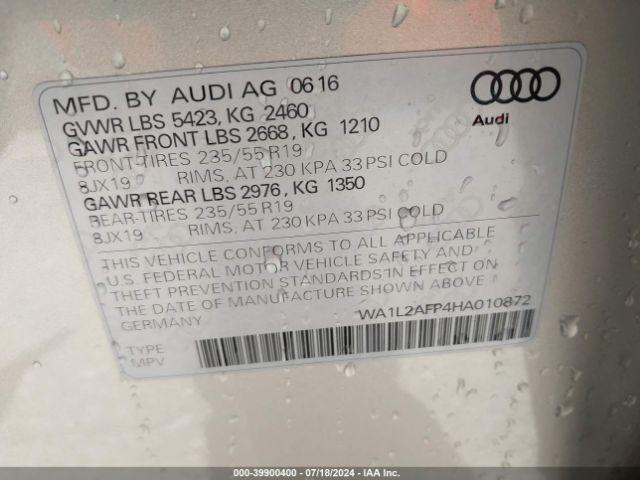 MFD. BY AUDI AG 06 16
GVWR LBS 5423, KG 2460
GAWR FRONT LBS 2668, KG 1210
FRONT-TIRES 235/55 R19
8JX19 RIMS. AT 230 KPA 33 PSI COLD
GAWR REAR LBS 2976, KG 1350
REAR-TIRES 235/55 R19
8JX19 RIMS. AT 230 KPA 33 PSI COLD
Audi
THIS VEHICLE CONFORMS TO ALL APPLICABLE
U.S. FEDERAL MOTOR VEHICLE SAFETY AND
THEFT PREVENTION STANDARDS IN EFFECT ON
THE DATE OF MANUFACTURE SHOWN ABOVE.
GERMANY
WA1L2AFP4HA010872
TYPE
MPV
000-39900400 - 07/18/2024 - IAA Inc.